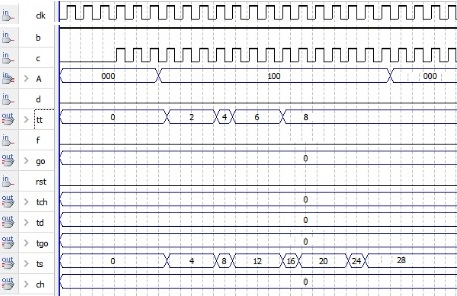 in clk
in b
in c
in A 000 100 000
in d
out tt 0 2 4 6 8
in f
out go 0
in rst
out tch 0
out td 0
out tgo 0
out ts 0 4 8 12 16 20 24 28
out ch 0